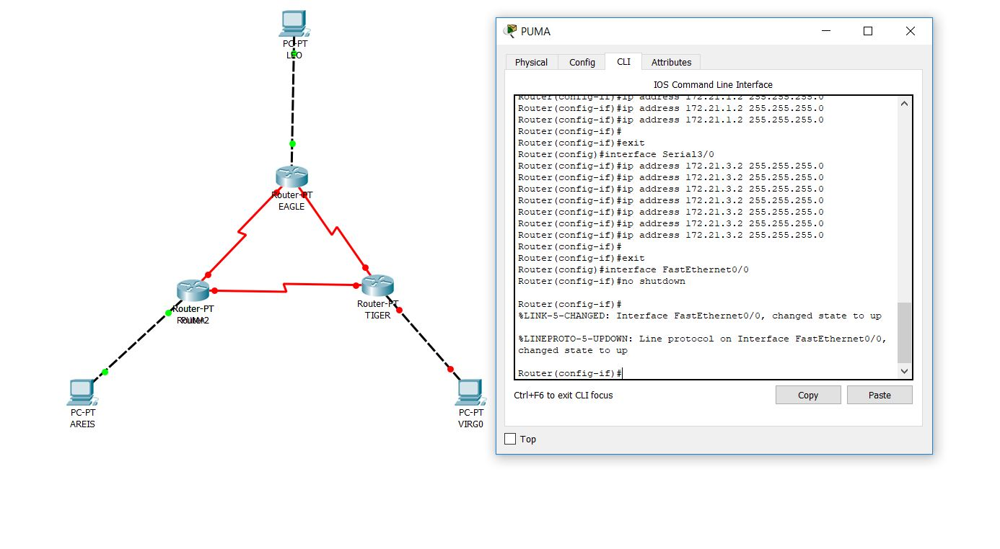 PC-PT
LEO
Router-PT
EAGLE
Router-PT
Router-PT
TIGER
PC-PT
AREIS
PC-PT
VIRG0
PUMA
Physical
Config
CLI
Attributes
IOS Command Line Interface
Router(config-if)#ip address 172.21.1.2 255.255.255.0
Router(config-if)#ip address 172.21.1.2 255.255.255.0
Router(config-if)#ip address 172.21.1.2 255.255.255.0
Router(config-if)#
Router(config-if)#exit
Router(config)#interface Serial3/0
Router(config-if)#ip address 172.21.3.2 255.255.255.0
Router(config-if)#ip address 172.21.3.2 255.255.255.0
Router(config-if)#ip address 172.21.3.2 255.255.255.0
Router(config-if)#ip address 172.21.3.2 255.255.255.0
Router(config-if)#ip address 172.21.3.2 255.255.255.0
Router(config-if)#ip address 172.21.3.2 255.255.255.0
Router(config-if)#ip address 172.21.3.2 255.255.255.0
Router(config-if)#
Router(config-if)#exit
Router(config)#interface FastEthernet0/0
Router(config-if)#no shutdown
Router(config-if)#
%LINK-5-CHANGED: Interface FastEthernet0/0, changed state to up
%LINEPROTO-5-UPDOWN: Line protocol on Interface FastEthernet0/0,
changed state to up
Router(config-if)#
Ctrl+F6 to exit CLI focus
Copy
Paste
Top